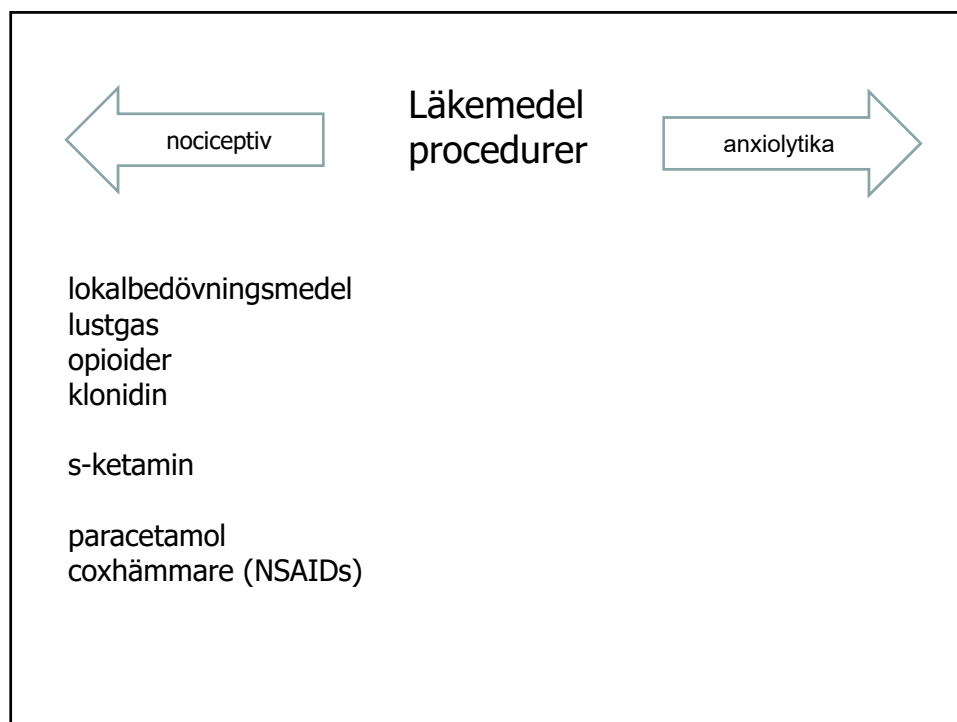 nociceptiv
Läkemedel
procedurer
anxiolytika
lokalbedövningsmedel
lustgas
opioider
klonidin
s-ketamin
paracetamol
coxhämmare (NSAIDs)